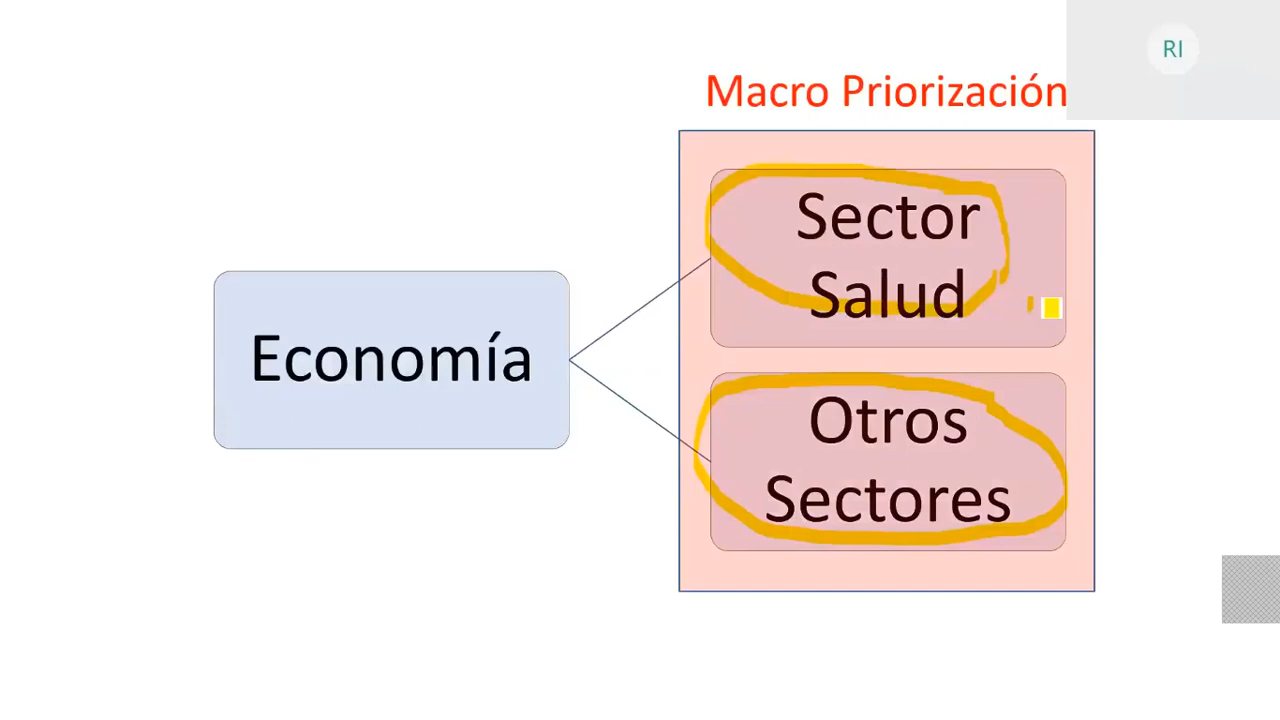 RI
Macro Priorización
Sector
Salud
Economía
Otros
Sectores